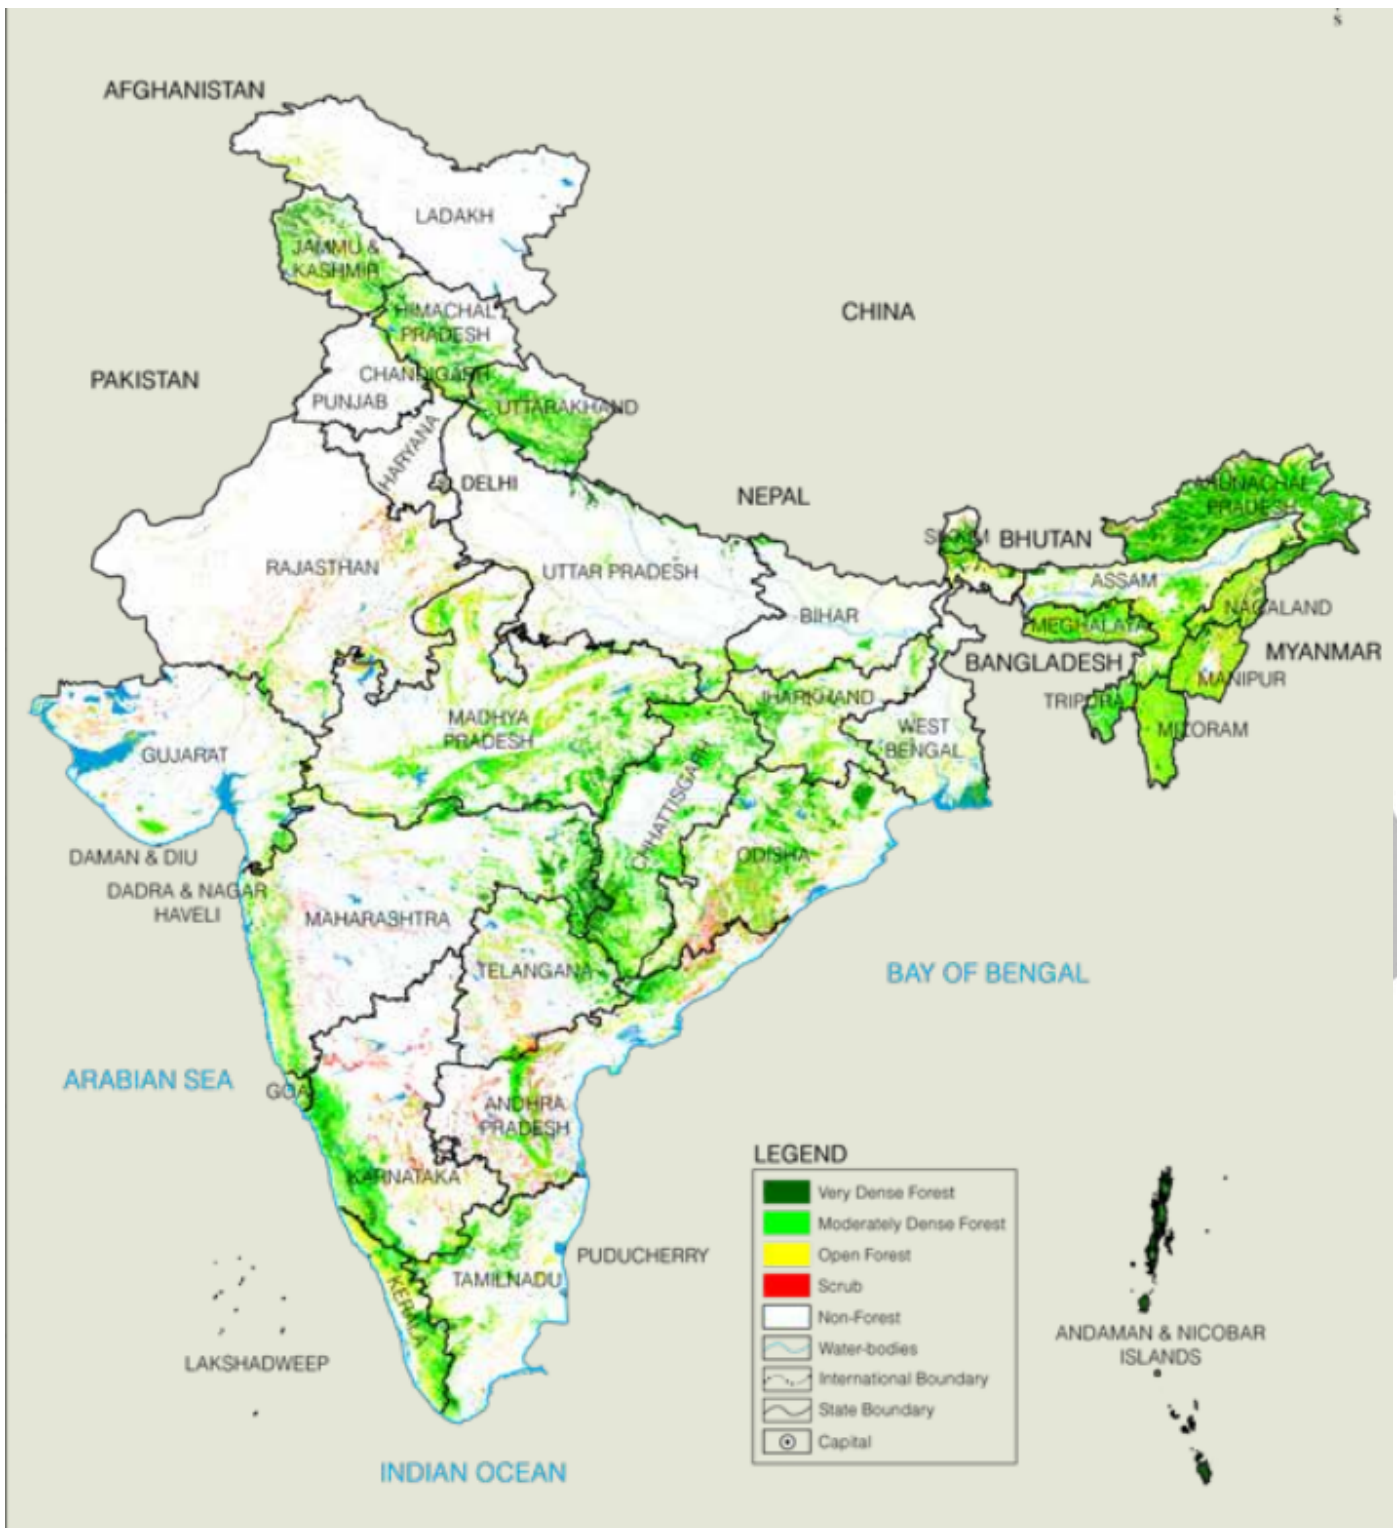 S
AFGHANISTAN
LADAKH
JAMMU &
KASHMIR
HIMACHAL
PRADESH
CHINA
PAKISTAN
CHANDIGARH
PUNJAB
UTTARAKHAND
HARYANA
DELHI
NEPAL
ARUNACHAL
PRADESH
SIKKIM
BHUTAN
RAJASTHAN
UTTAR PRADESH
ASSAM
BIHAR
NAGALAND
MEGHALAYA
BANGLADESH
MYANMAR
MANIPUR
JHARKHAND
TRIPURA
MADHYA
PRADESH
WEST
BENGAL
MIZORAM
GUJARAT
CHHATTISGARH
DAMAN & DIU
ODISHA
DADRA & NAGAR
HAVELI
MAHARASHTRA
TELANGANA
BAY OF BENGAL
ARABIAN SEA
GOA
ANDHRA
PRADESH
KARNATAKA
PUDUCHERRY
TAMILNADU
KERALA
LAKSHADWEEP
INDIAN OCEAN
LEGEND
Very Dense Forest
Moderately Dense Forest
Open Forest
Scrub
Non-Forest
Water-bodies
International Boundary
State Boundary
Capital
ANDAMAN & NICOBAR
ISLANDS